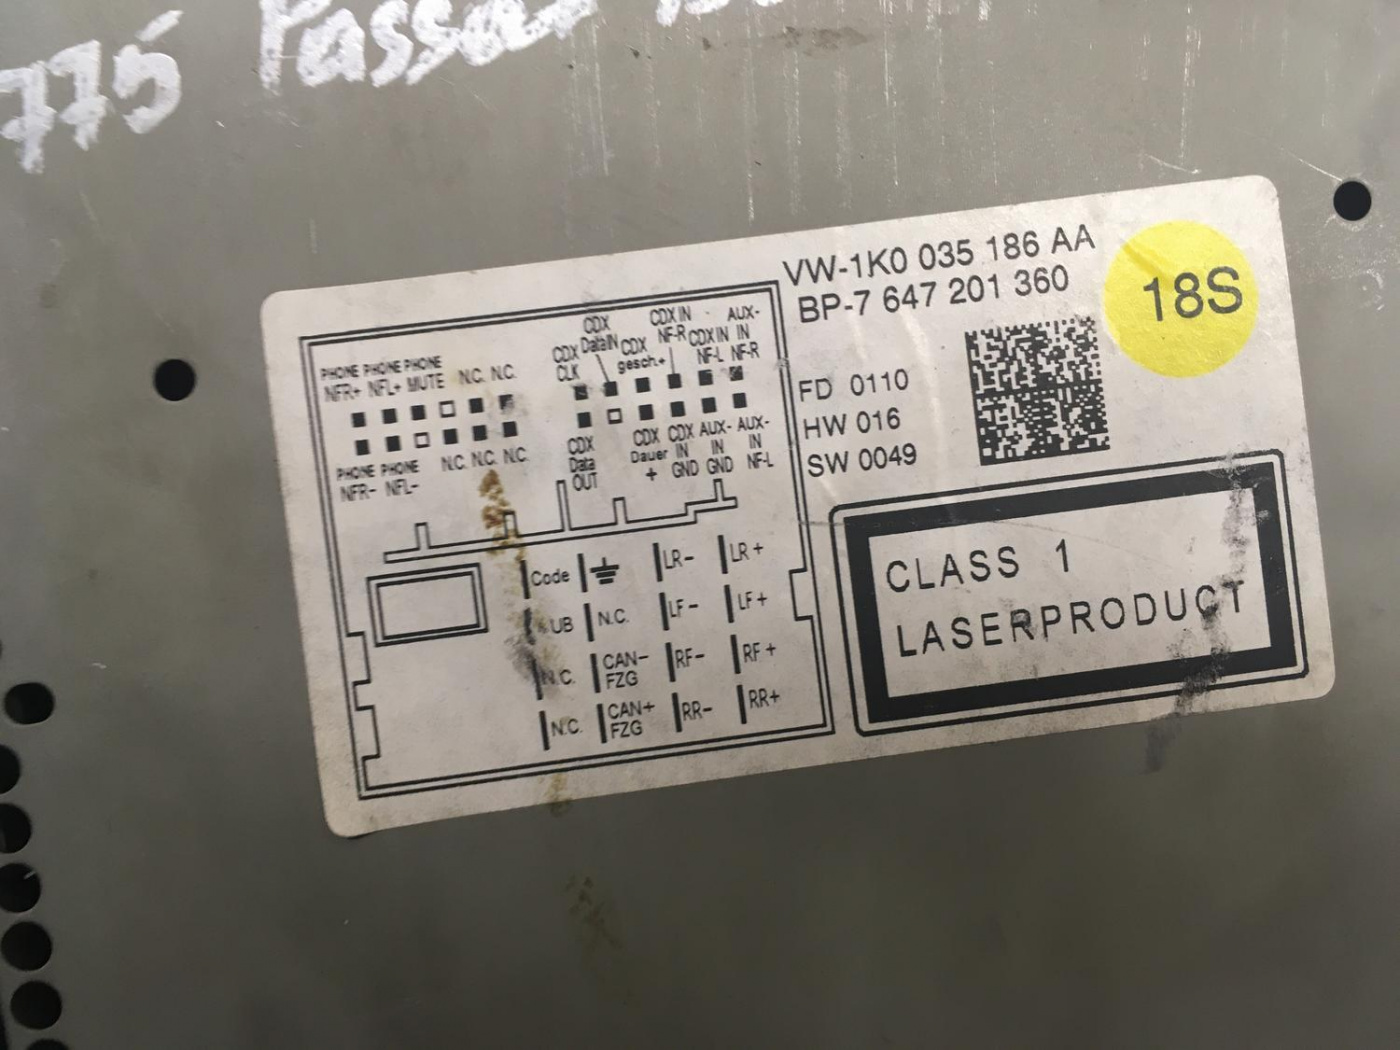 775 Passat
VW-1K0 035 186 AA
BP-7 647 201 360
18S
FD 0110
HW 016
SW 0049
CLASS 1
LASERPRODUCT
PHONE PHONE PHONE
NFR+ NFL+ MUTE N.C. N.C.
PHONE PHONE
NFR- NFL-
N.C. N.C. N.C.
CDX
CLK
CDX
DataIN
CDX
gesch.+
CDX IN
NF-R
CDX IN
NF-L
AUX-
IN
NF-R
CDX
Data
OUT
CDX
Dauer
+
CDX
IN
GND
AUX-
IN
GND
AUX-
IN
NF-L
Code LR- LR+
UB N.C. LF- LF+
N.C. CAN-
FZG RF- RF+
N.C. CAN+
FZG RR- RR+